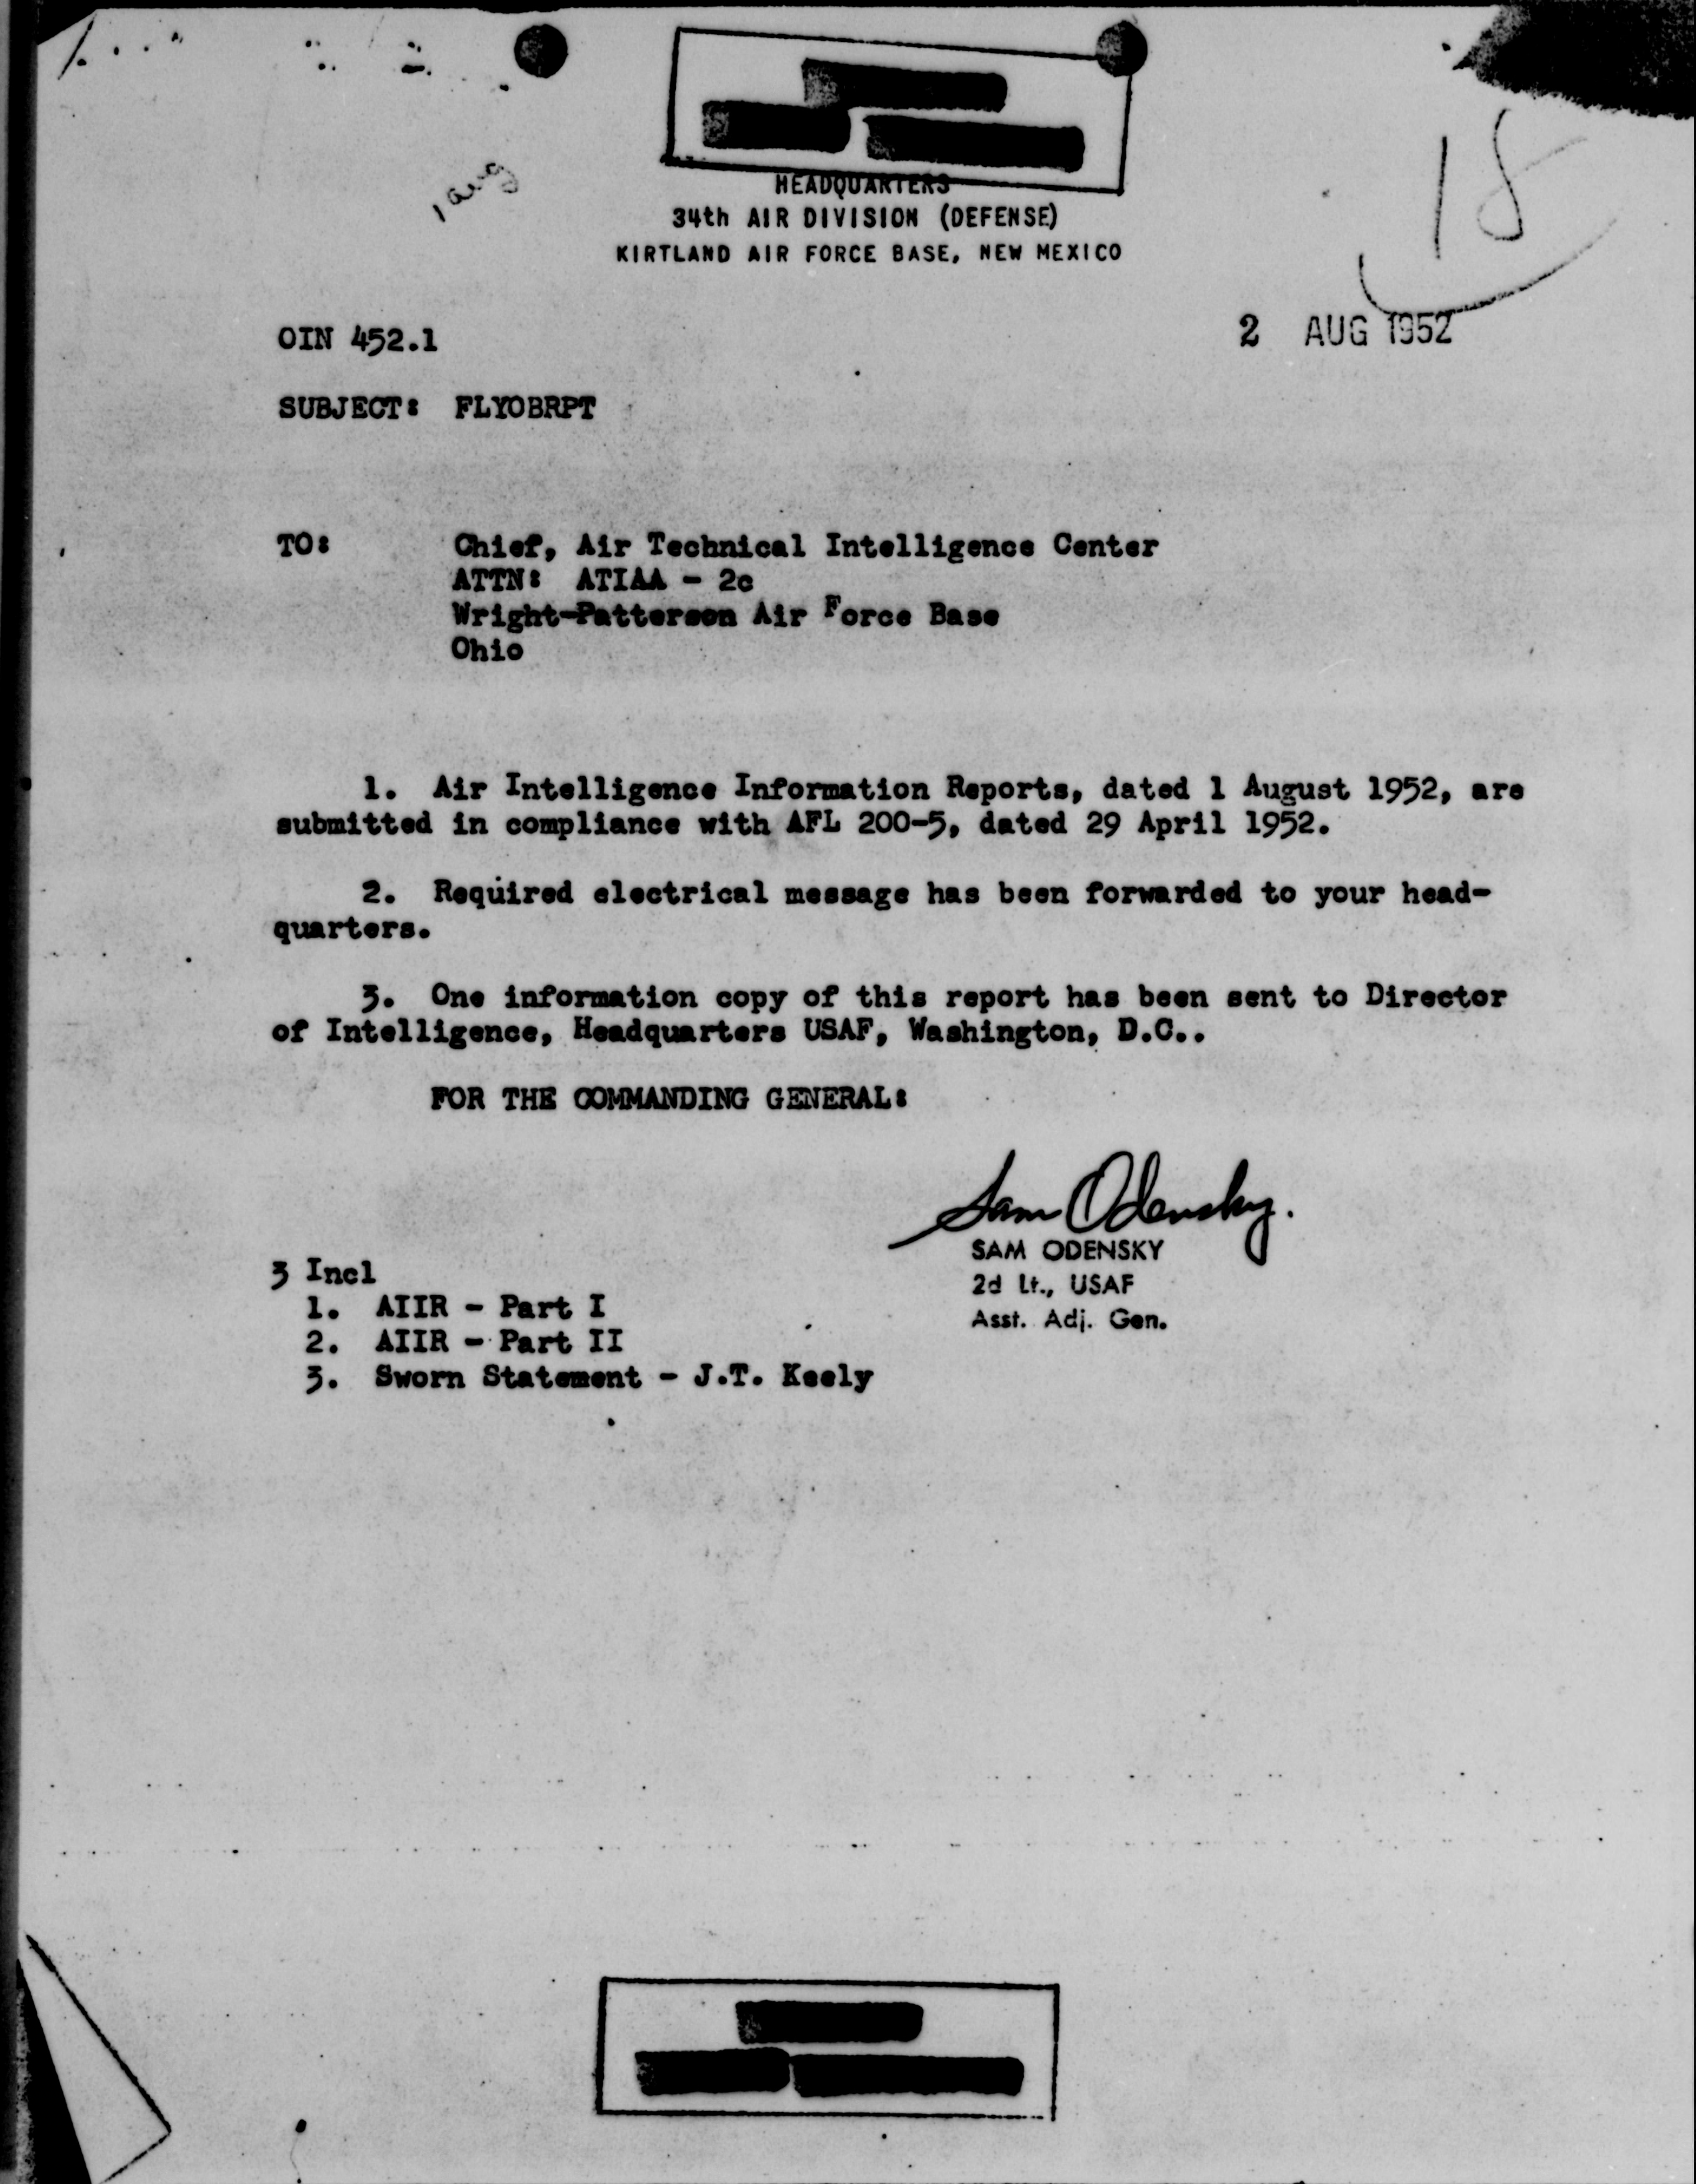 1 aug
18
HEADQUARTERS
34th AIR DIVISION (DEFENSE)
KIRTLAND AIR FORCE BASE, NEW MEXICO
OIN 452.1
2 AUG 1952
SUBJECT: FLYOBRPT
TO: Chief, Air Technical Intelligence Center
ATTN: ATIAA - 2c
Wright-Patterson Air Force Base
Ohio
1. Air Intelligence Information Reports, dated 1 August 1952, are
submitted in compliance with AFL 200-5, dated 29 April 1952.
2. Required electrical message has been forwarded to your head-
quarters.
3. One information copy of this report has been sent to Director
of Intelligence, Headquarters USAF, Washington, D.C..
FOR THE COMMANDING GENERAL:
Sam Odensky.
SAM ODENSKY
2d Lt., USAF
Asst. Adj. Gen.
3 Incl
1. AIIR - Part I
2. AIIR - Part II
3. Sworn Statement - J.T. Keely